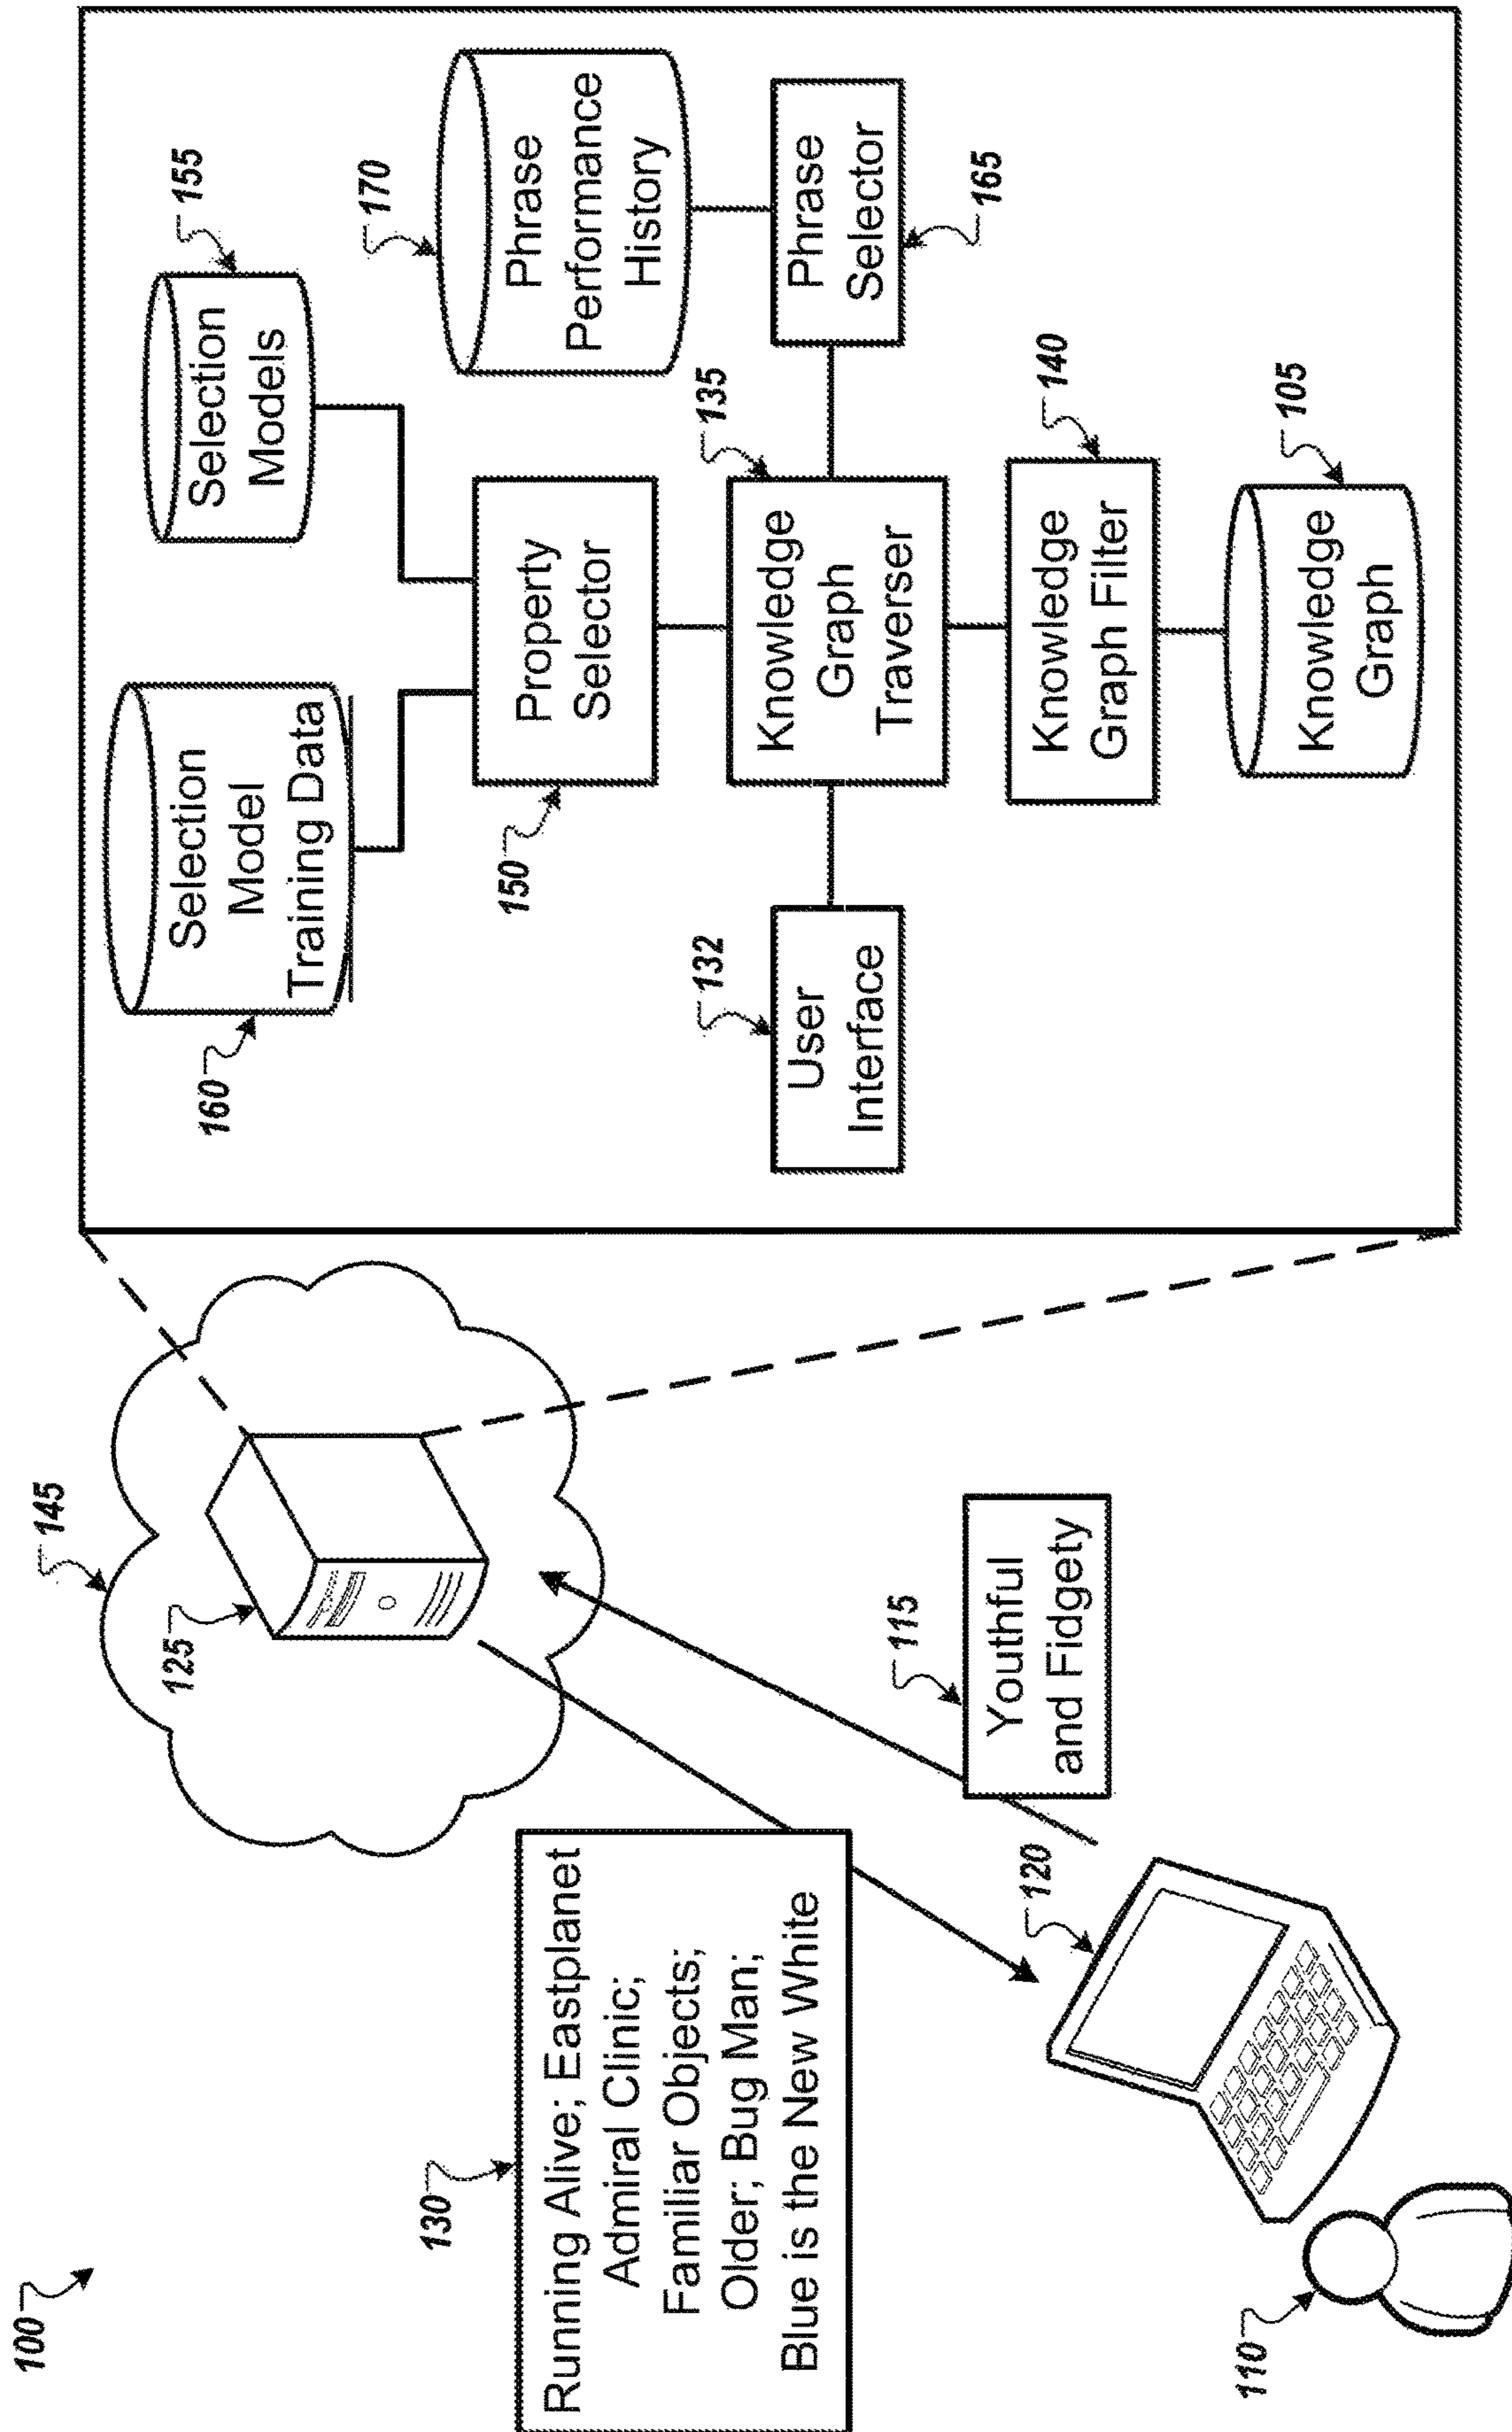 100
130
Running Alive; Eastplanet
Admiral Clinic;
Familiar Objects;
Older; Bug Man;
Blue is the New White
110
120
115
Youthful
and Fidgety
145
125
160
Selection
Model
Training Data
155
Selection
Models
150
Property
Selector
170
Phrase
Performance
History
132
User
Interface
135
Knowledge
Graph
Traverser
Phrase
Selector
165
140
Knowledge
Graph Filter
105
Knowledge
Graph